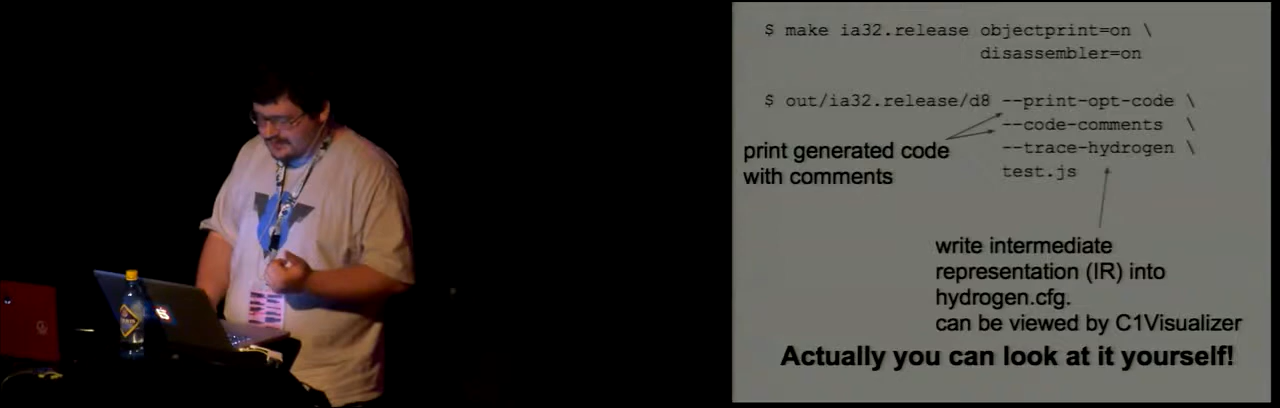 $ make ia32.release objectprint=on \
disassembler=on
$ out/ia32.release/d8 --print-opt-code \
--code-comments \
--trace-hydrogen \
test.js
print generated code
with comments
write intermediate
representation (IR) into
hydrogen.cfg.
can be viewed by C1Visualizer
Actually you can look at it yourself!